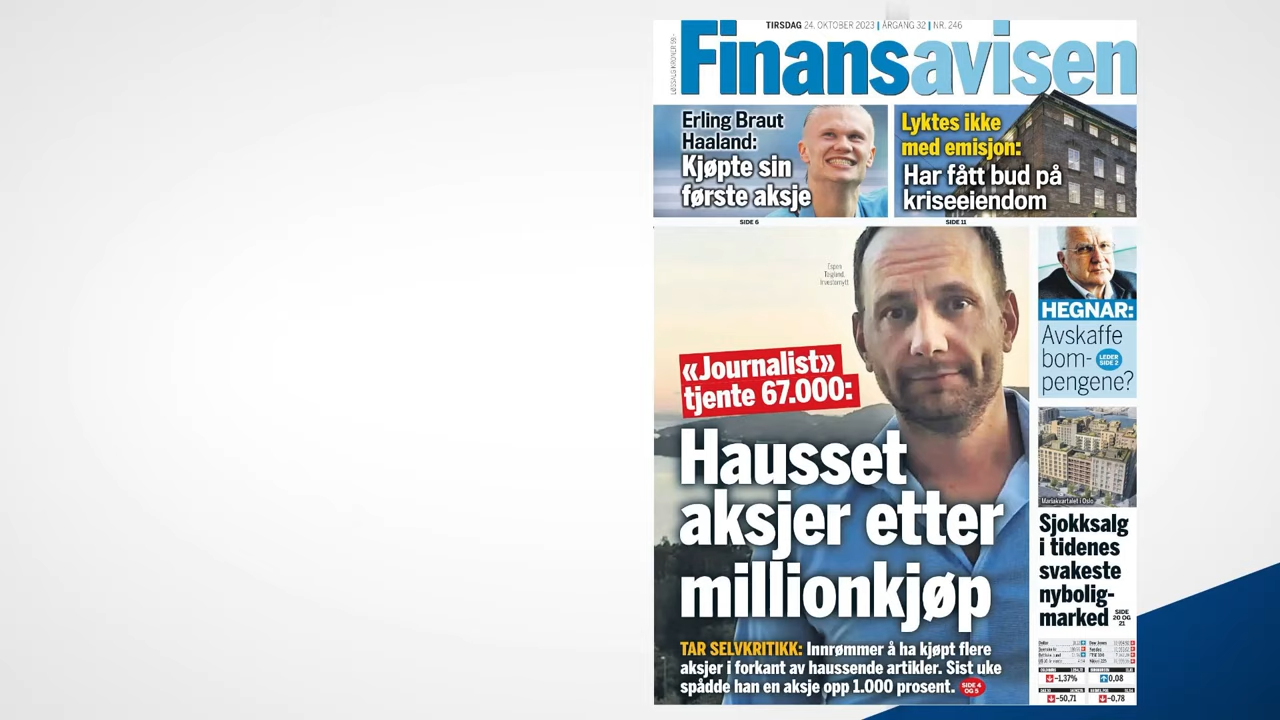 TIRSDAG 24. OKTOBER 2023 | ÅRGANG 32 | NR. 246
LØSSALG KRONER
Finansavisen
Erling Braut
Haaland:
Kjøpte sin
første aksje
SIDE 6
Lyktes ikke
med emisjon:
Har fått bud på
kriseeiendom
SIDE 11
Espen
Teigland,
Investornytt
«Journalist»
tjente 67.000:
Hausset
aksjer etter
millionkjøp
TAR SELVKRITIKK: Innrømmer å ha kjøpt flere
aksjer i forkant av haussende artikler. Sist uke
spådde han en aksje opp 1.000 prosent.
SIDE 4
OG 5
HEGNAR:
Avskaffe
bom-
pengene?
LEDER
SIDE 2
Mariakvartalet i Oslo
Sjokksalg
i tidenes
svakeste
nybolig-
marked
SIDE
20 OG
21
-1,37%
0,08
-50,71
-0,78